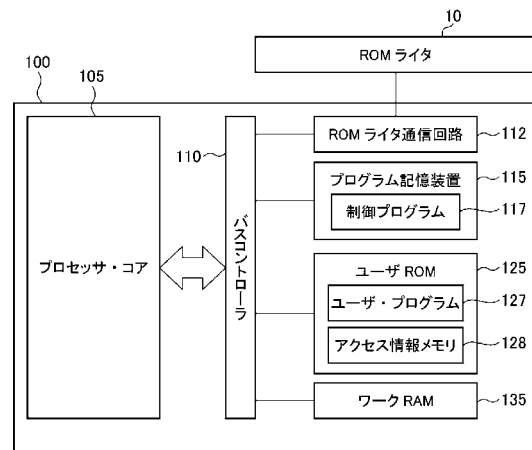 10
ROM ライタ
100
105
110
ROM ライタ通信回路
112
プログラム記憶装置
115
制御プログラム
117
プロセッサ・コア
バスコントローラ
ユーザ ROM
125
ユーザ・プログラム
127
アクセス情報メモリ
128
ワーク RAM
135